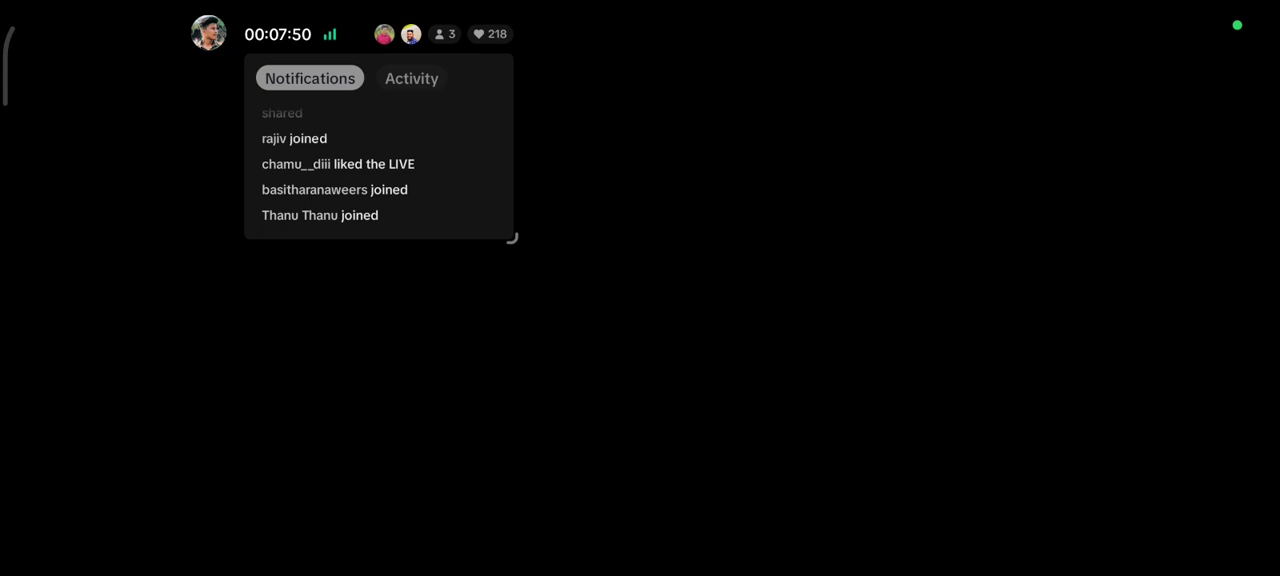 00:07:50
3
218
Notifications
Activity
shared
rajiv joined
chamu__diii liked the LIVE
basitharanaweers joined
Thanu Thanu joined